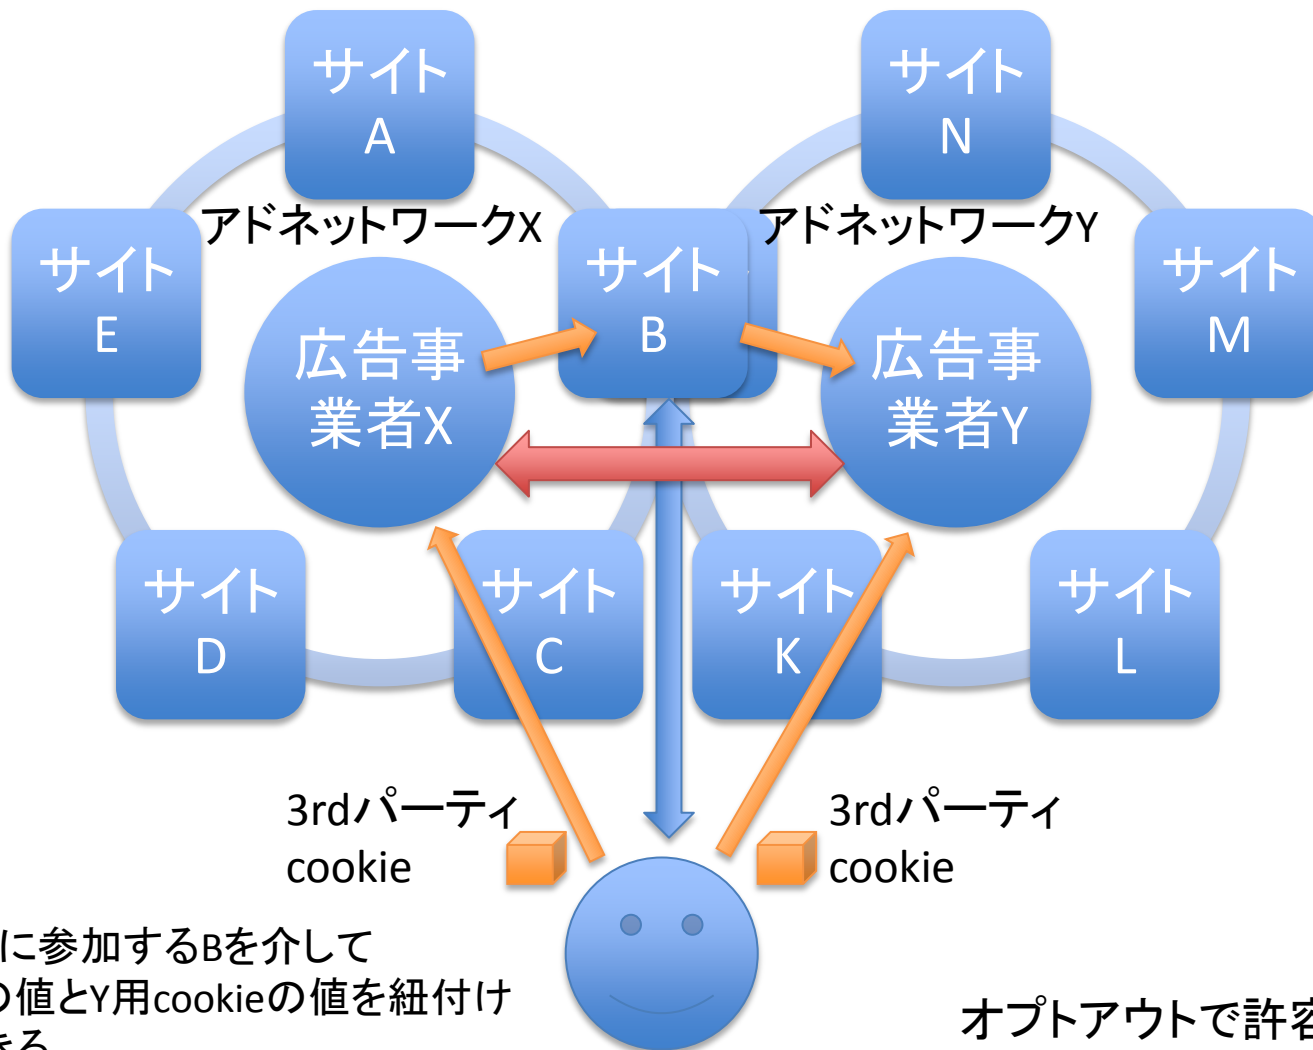 サイト
A
サイト
N
アドネットワークX
アドネットワークY
サイト
E
サイト
B
サイト
M
広告事
業者X
広告事
業者Y
サイト
D
サイト
C
サイト
K
サイト
L
3rdパーティ
cookie
3rdパーティ
cookie
に参加するBを介して
の値とY用cookieの値を紐付け
きる
オプトアウトで許容